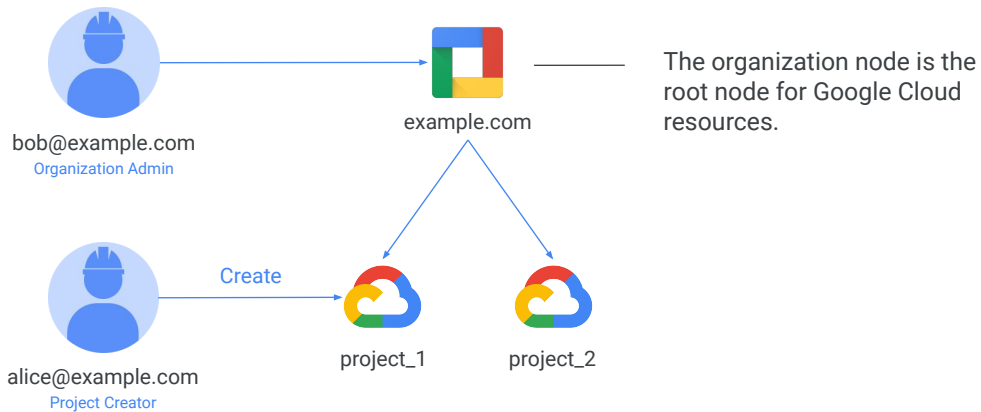 bob@example.com
Organization Admin
example.com
The organization node is the
root node for Google Cloud
resources.
alice@example.com
Project Creator
Create
project_1
project_2